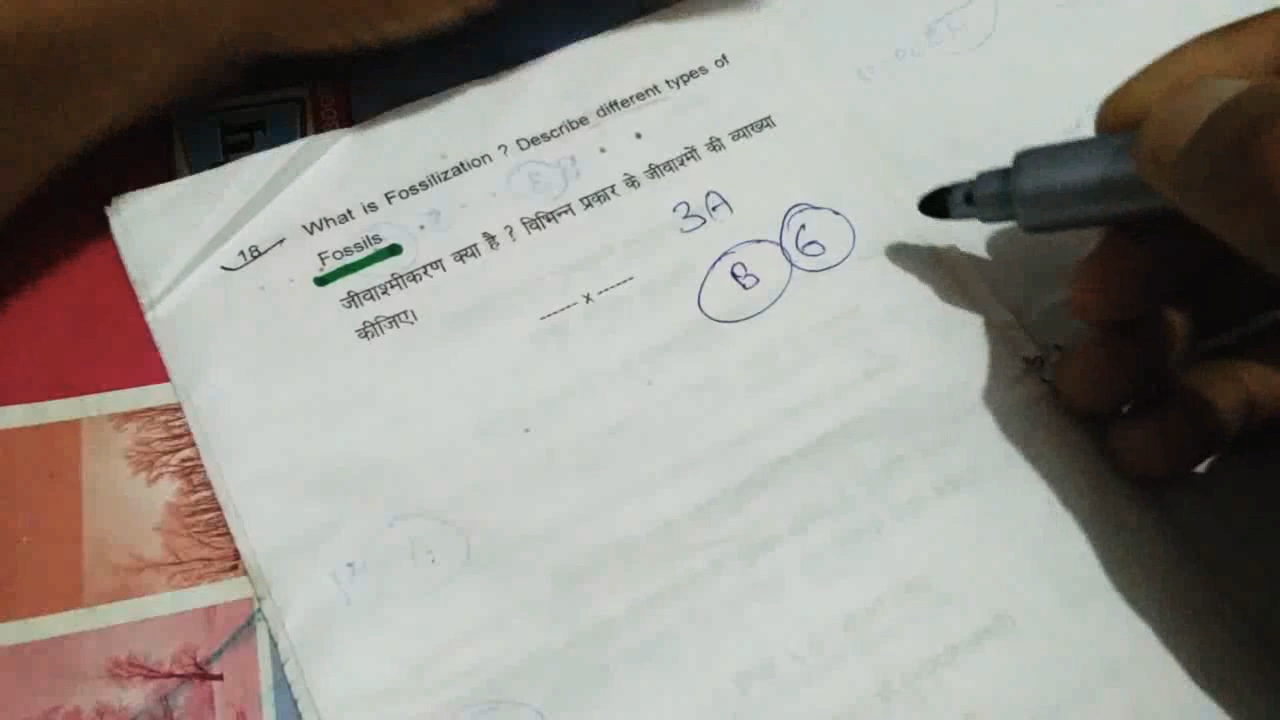 18 What is Fossilization ? Describe different types of
Fossils
जीवाश्मीकरण क्या है ? विभिन्न प्रकार के जीवाश्मों की व्याख्या
कीजिए।
3A
B 6
------ x ------